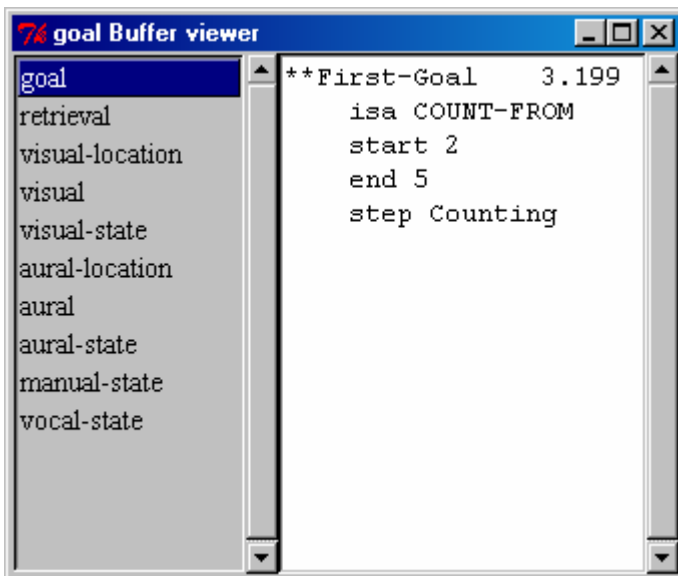 goal Buffer viewer
goal
retrieval
visual-location
visual
visual-state
aural-location
aural
aural-state
manual-state
vocal-state
**First-Goal    3.199
isa COUNT-FROM
start 2
end 5
step Counting